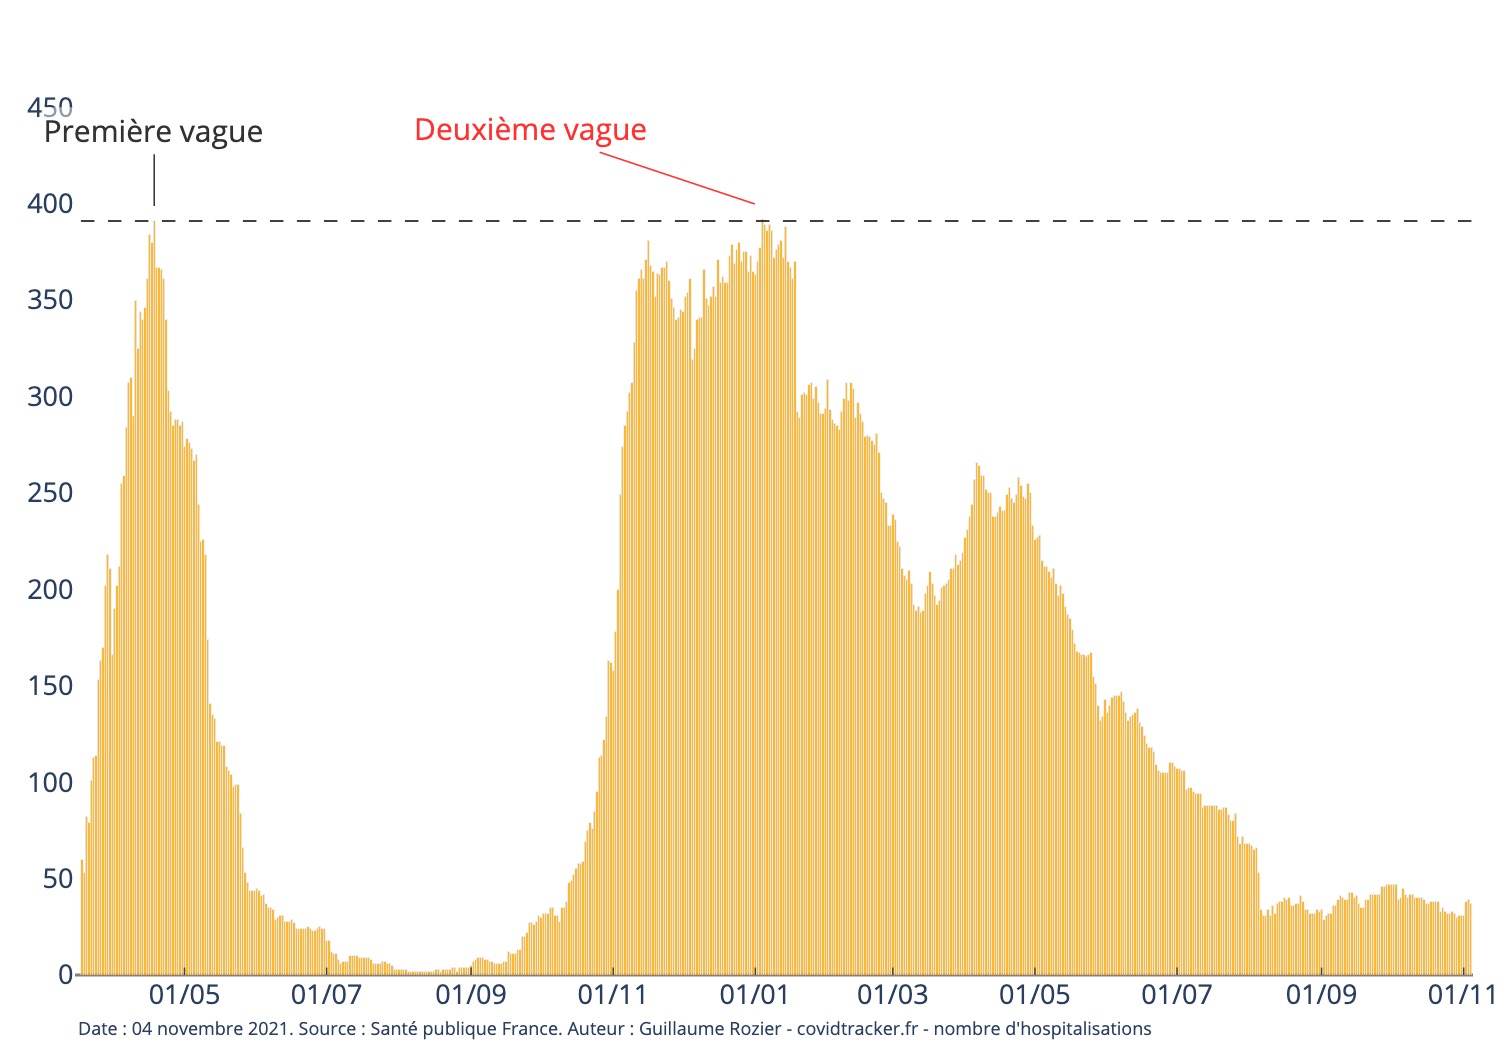 450
Première vague
Deuxième vague
400
350
300
250
200
150
100
50
0
01/05 01/07 01/09 01/11 01/01 01/03 01/05 01/07 01/09 01/11
Date : 04 novembre 2021. Source : Santé publique France. Auteur : Guillaume Rozier - covidtracker.fr - nombre d'hospitalisations